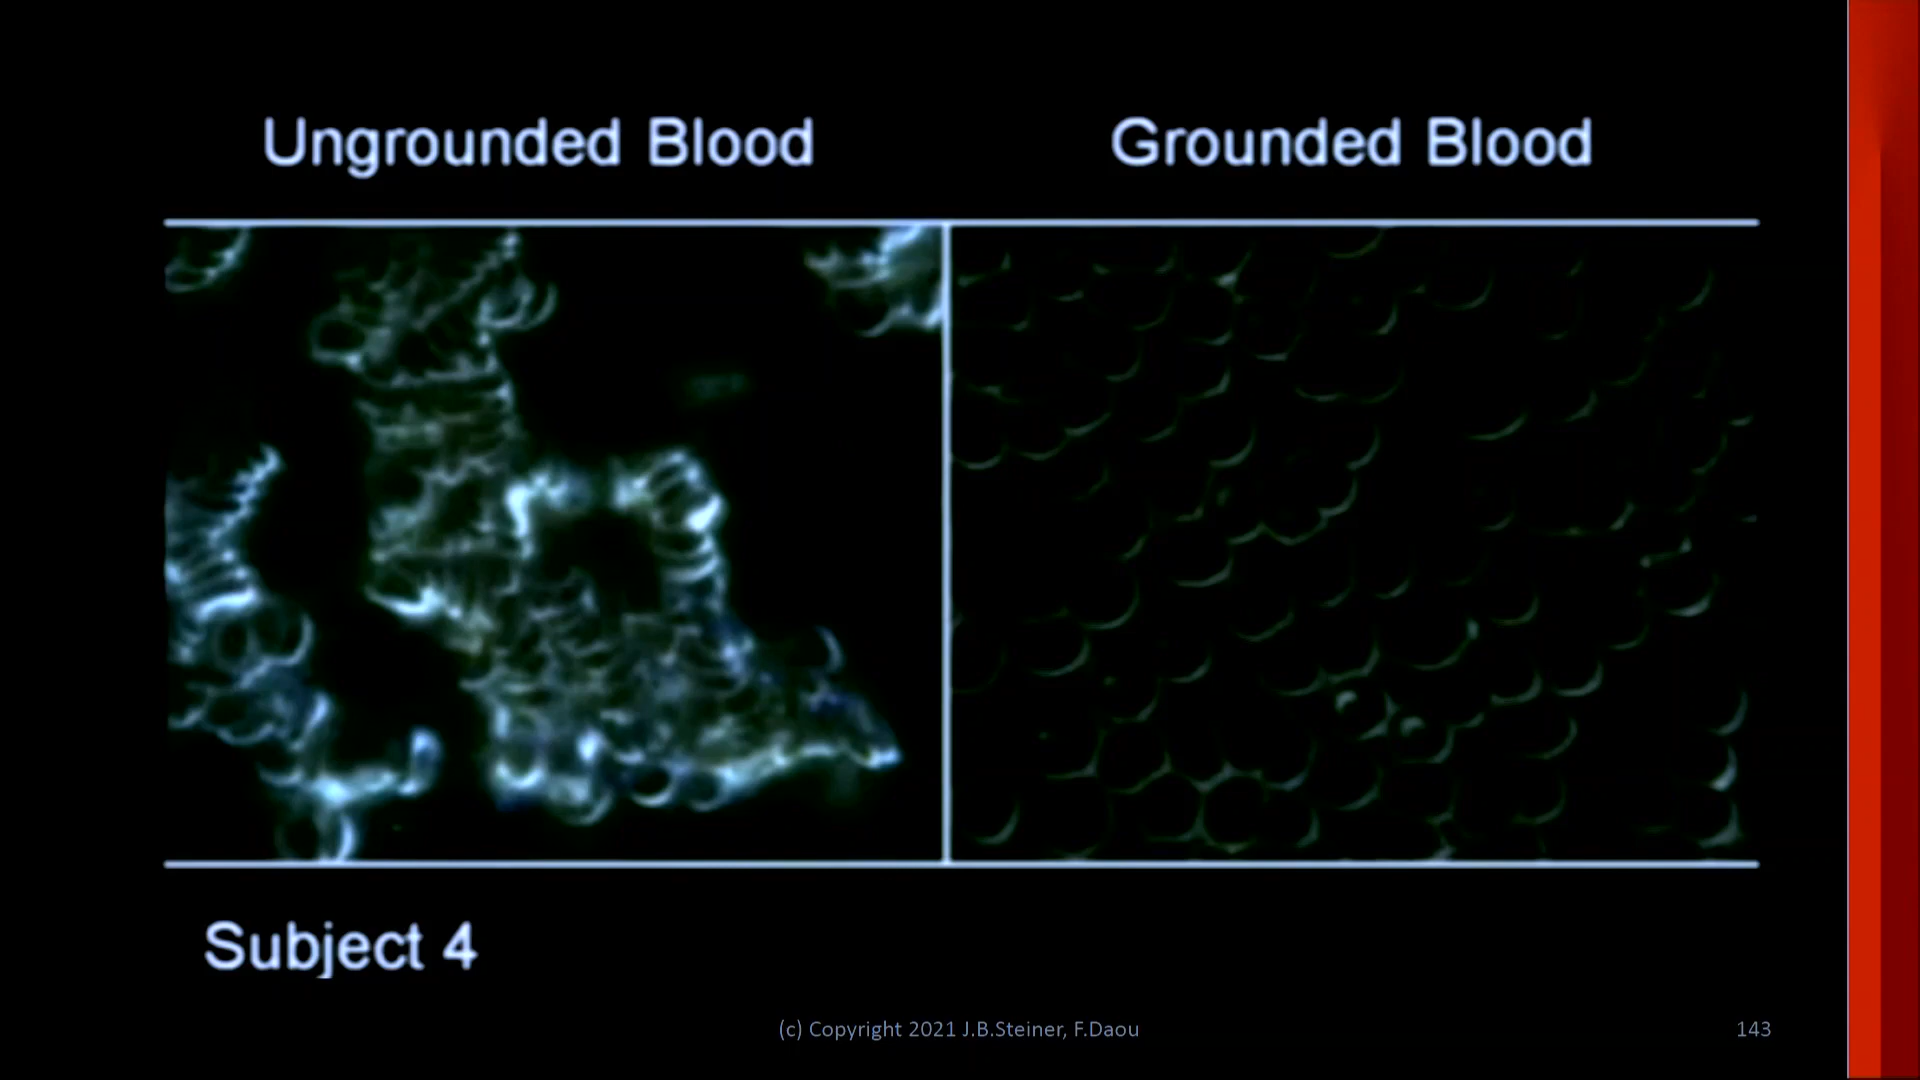 Ungrounded Blood
Grounded Blood
Subject 4
(c) Copyright 2021 J.B.Steiner, F.Daou
143